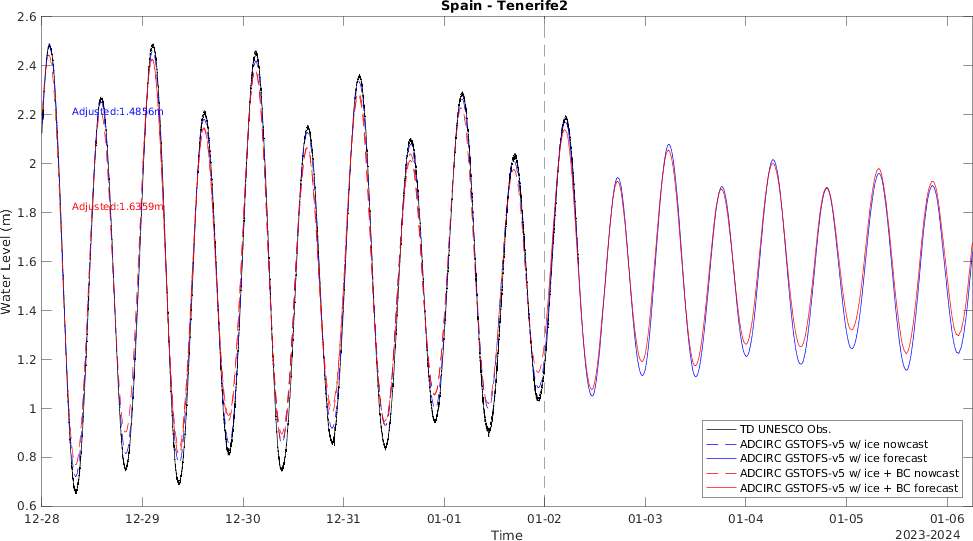 Spain - Tenerife2
2.6
2.4
2.2
2
1.8
1.6
1.4
1.2
1
0.8
0.6
Water Level (m)
Adjusted:1.4856m
Adjusted:1.6359m
TD UNESCO Obs.
ADCIRC GSTOFS-v5 w/ ice nowcast
ADCIRC GSTOFS-v5 w/ ice forecast
ADCIRC GSTOFS-v5 w/ ice + BC nowcast
ADCIRC GSTOFS-v5 w/ ice + BC forecast
12-28 12-29 12-30 12-31 01-01 01-02 01-03 01-04 01-05 01-06
Time
2023-2024